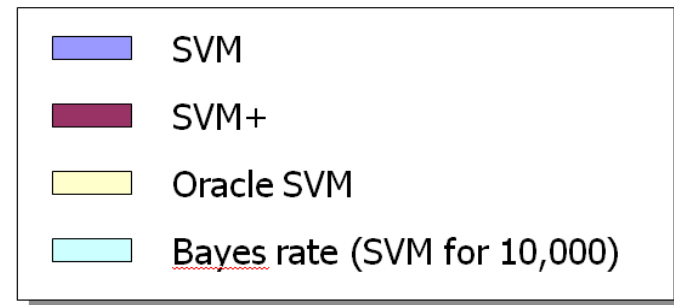 SVM
SVM+
Oracle SVM
Bayes rate (SVM for 10,000)